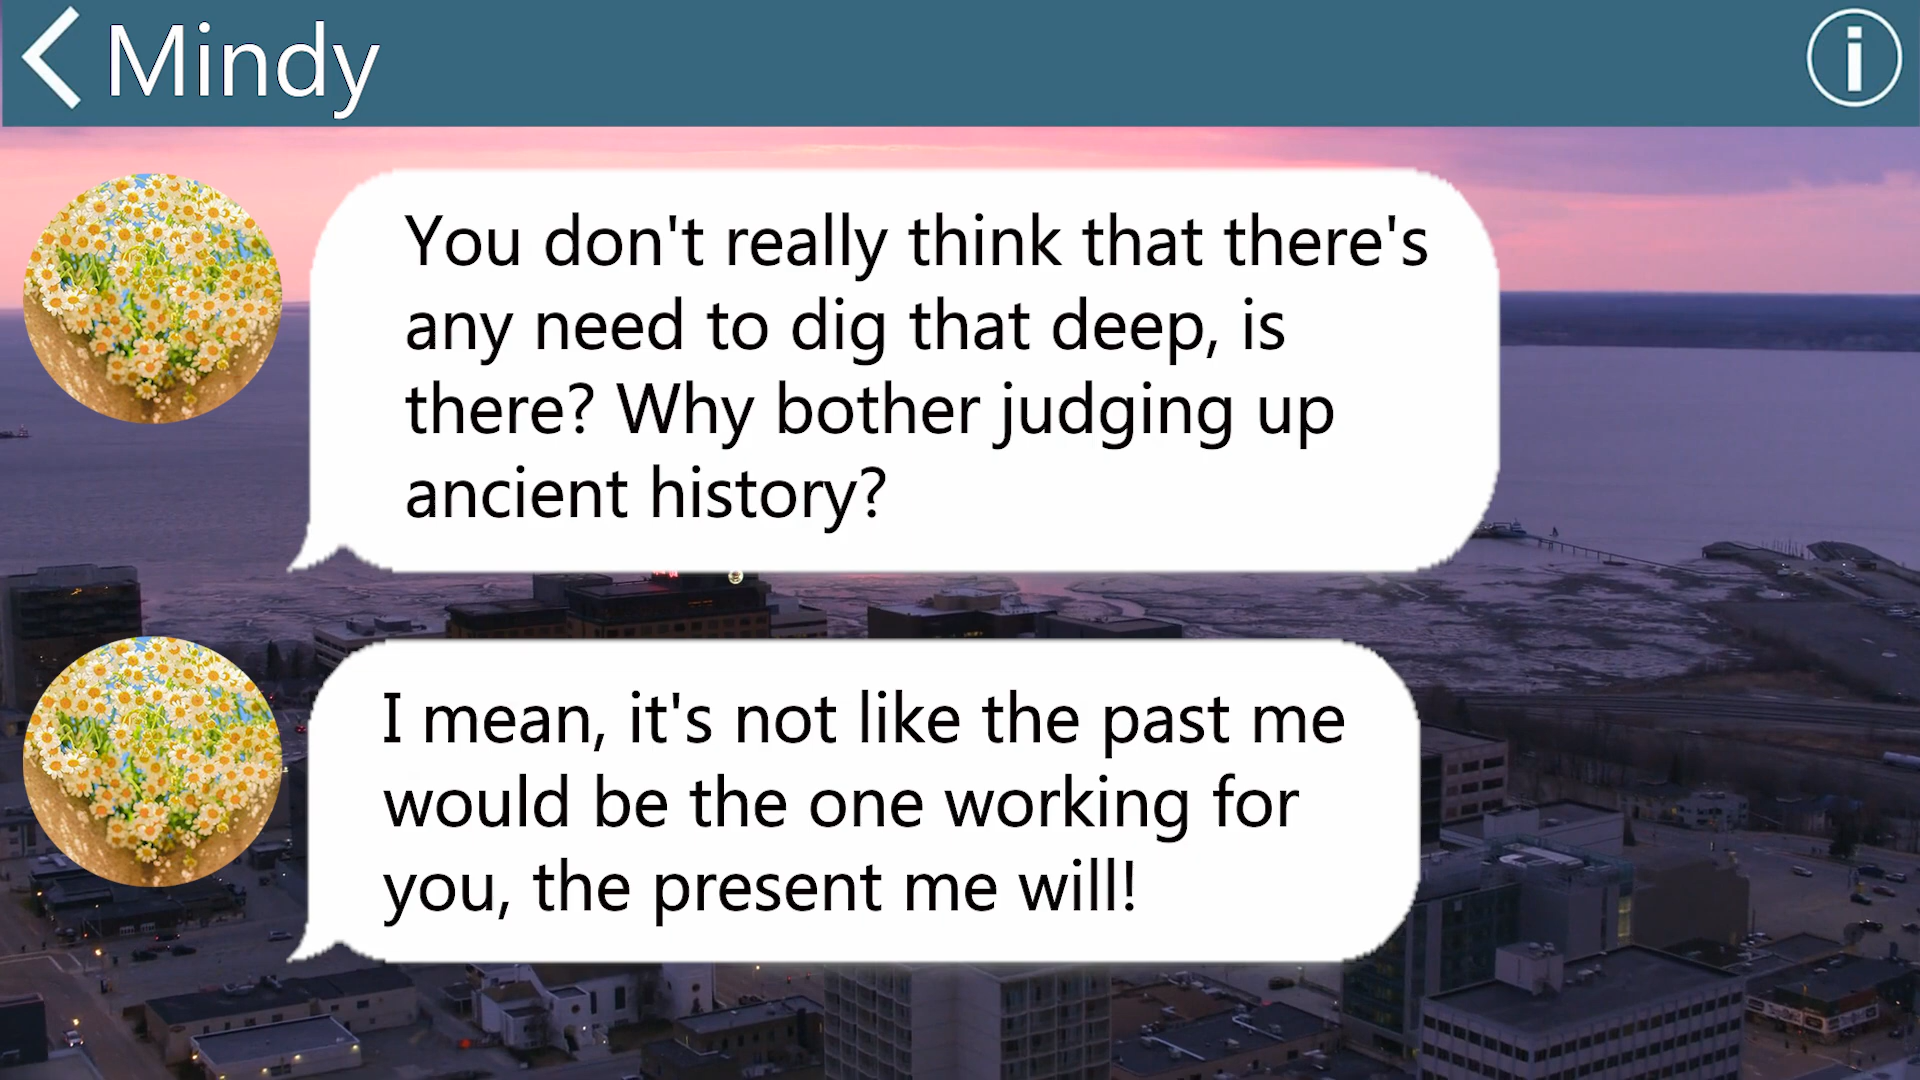 Mindy
You don't really think that there's
any need to dig that deep, is
there? Why bother judging up
ancient history?
I mean, it's not like the past me
would be the one working for
you, the present me will!